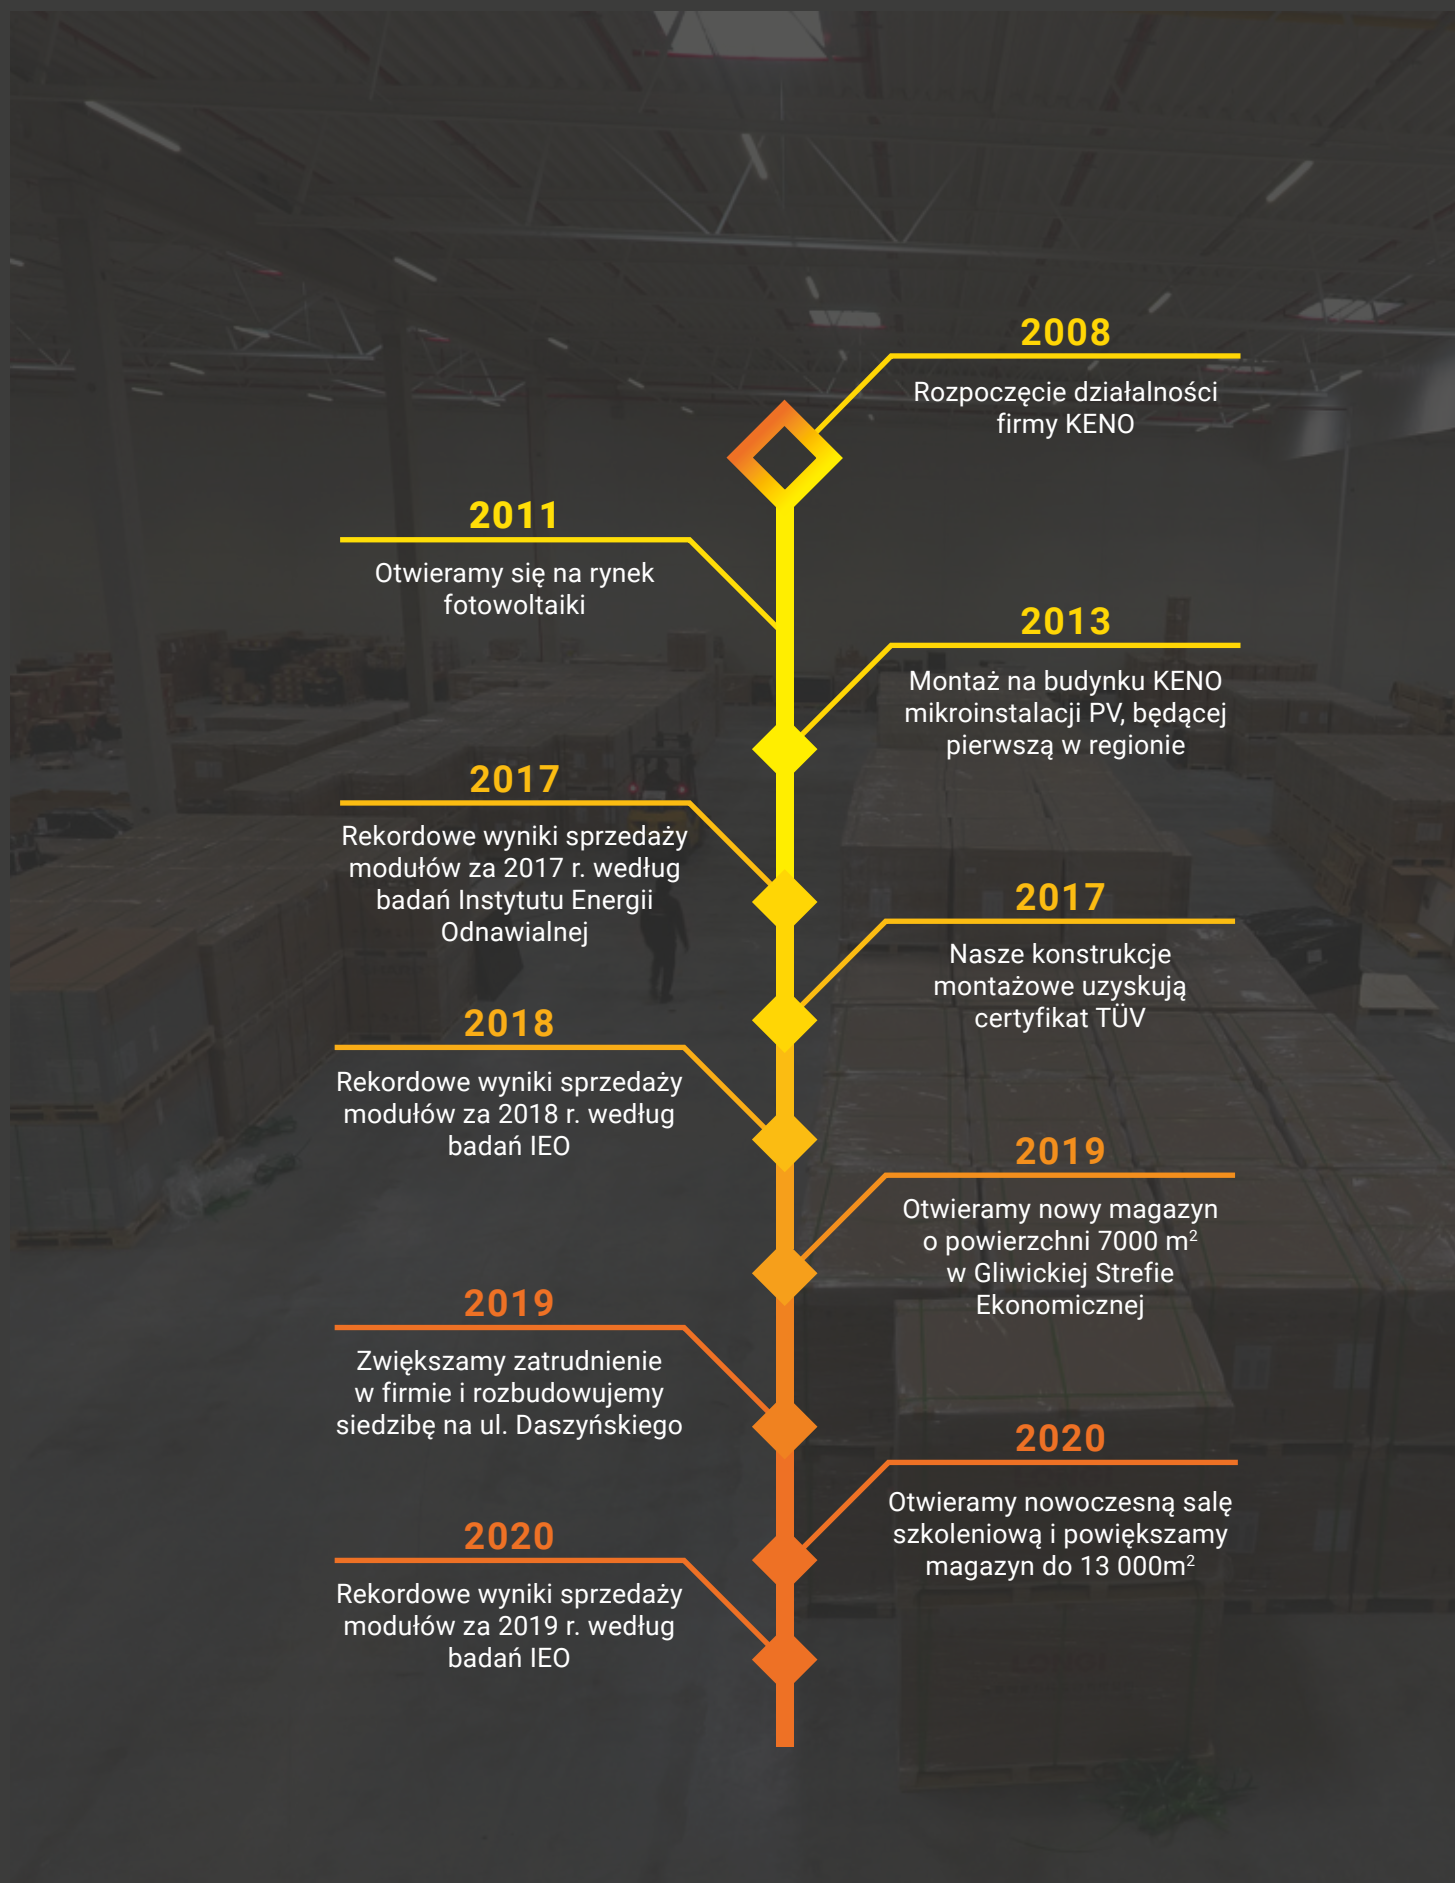 2008
Rozpoczęcie działalności
firmy KENO
2011
Otwieramy się na rynek
fotowoltaiki
2013
Montaż na budynku KENO
mikroinstalacji PV, będącej
pierwszą w regionie
2017
Rekordowe wyniki sprzedaży
modułów za 2017 r. według
badań Instytutu Energii
Odnawialnej
2017
Nasze konstrukcje
montażowe uzyskują
certyfikat TÜV
2018
Rekordowe wyniki sprzedaży
modułów za 2018 r. według
badań IEO
2019
Otwieramy nowy magazyn
o powierzchni 7000 m²
w Gliwickiej Strefie
Ekonomicznej
2019
Zwiększamy zatrudnienie
w firmie i rozbudowujemy
siedzibę na ul. Daszyńskiego
2020
Otwieramy nowoczesną salę
szkoleniową i powiększamy
magazyn do 13 000m²
2020
Rekordowe wyniki sprzedaży
modułów za 2019 r. według
badań IEO